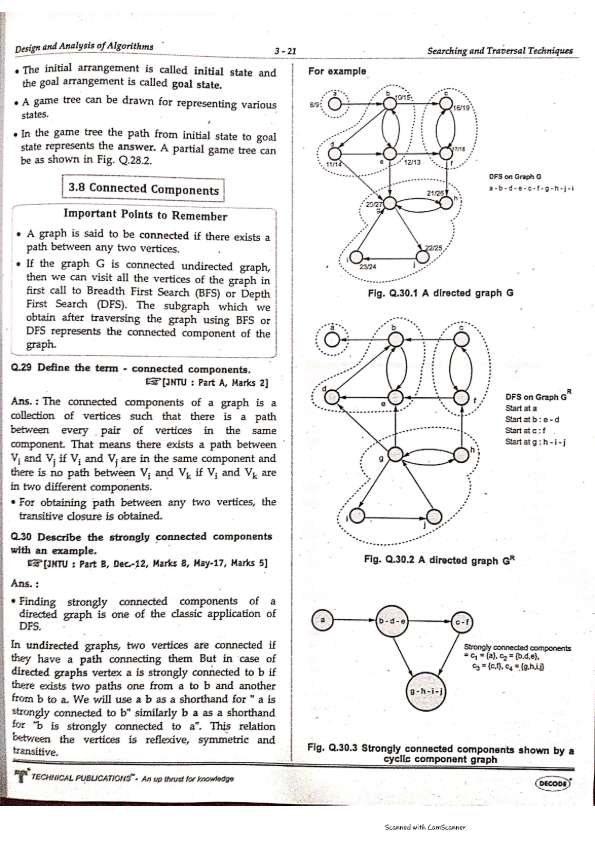 Design and Analysis of Algorithms
3 - 21
Searching and Traversal Techniques
• The initial arrangement is called initial state and
the goal arrangement is called goal state.
• A game tree can be drawn for representing various
states.
• In the game tree the path from initial state to goal
state represents the answer. A partial game tree can
be as shown in Fig. Q.28.2.
3.8 Connected Components
Important Points to Remember
• A graph is said to be connected if there exists a
path between any two vertices.
• If the graph G is connected undirected graph,
then we can visit all the vertices of the graph in
first call to Breadth First Search (BFS) or Depth
First Search (DFS). The subgraph which we
obtain after traversing the graph using BFS or
DFS represents the connected component of the
graph.
Q.29 Define the term - connected components.
☞[JNTU : Part A, Marks 2]
Ans. : The connected components of a graph is a
collection of vertices such that there is a path
between every pair of vertices in the same
component. That means there exists a path between
Vi and Vj if Vi and Vj are in the same component and
there is no path between Vj and Vk if Vj and Vk are
in two different components.
• For obtaining path between any two vertices, the
transitive closure is obtained.
Q.30 Describe the strongly connected components
with an example.
☞[JNTU : Part B, Dec.-12, Marks 8, May-17, Marks 5]
Ans. :
• Finding strongly connected components of a
directed graph is one of the classic application of
DFS.
In undirected graphs, two vertices are connected if
they have a path connecting them But in case of
directed graphs vertex a is strongly connected to b if
there exists two paths one from a to b and another
from b to a. We will use a b as a shorthand for " a is
strongly connected to b" similarly b a as a shorthand
for "b is strongly connected to a". This relation
between the vertices is reflexive, symmetric and
transitive.
For example
a
b
c
8/9
10/15
16/19
d
11/14
e
12/13
17/18
f
21/26
h
20/27
g
22/25
i
j
23/24
DFS on Graph G
a - b - d - e - c - f - g - h - j - i
Fig. Q.30.1 A directed graph G
a
b
c
d
e
f
g
h
i
j
DFS on Graph G^R
Start at a
Start at b : e - d
Start at c : f
Start at g : h - i - j
Fig. Q.30.2 A directed graph G^R
a
b - d - e
c - f
g - h - i - j
Strongly connected components
= c1 = {a}, c2 = {b,d,e},
c3 = {c,f}, c4 = {g,h,i,j}
Fig. Q.30.3 Strongly connected components shown by a
cyclic component graph
TECHNICAL PUBLICATIONS™ - An up thrust for knowledge
DECODE
Scanned with CamScanner